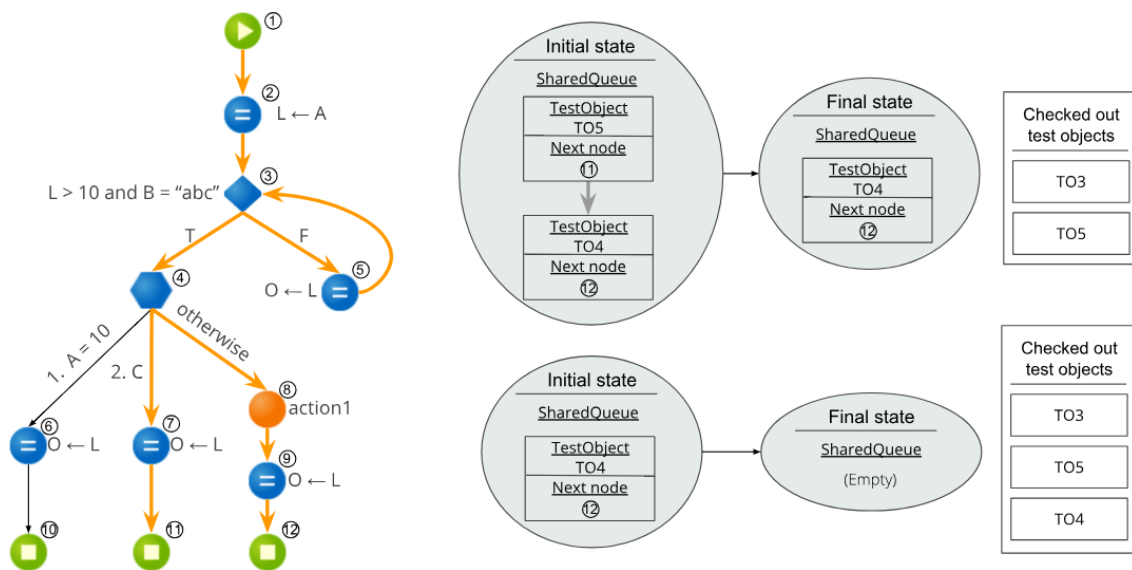 ①
②
L ← A
③
L > 10 and B = “abc”
T
F
④
⑤
O ← L
1. A = 10
2. C
otherwise
⑧
action1
⑥
O ← L
⑦
O ← L
⑨
O ← L
⑩
⑪
⑫
Initial state
SharedQueue
TestObject
TO5
Next node
⑪
TestObject
TO4
Next node
⑫
Final state
SharedQueue
TestObject
TO4
Next node
⑫
Checked out
test objects
TO3
TO5
Initial state
SharedQueue
TestObject
TO4
Next node
⑫
Final state
SharedQueue
(Empty)
Checked out
test objects
TO3
TO5
TO4